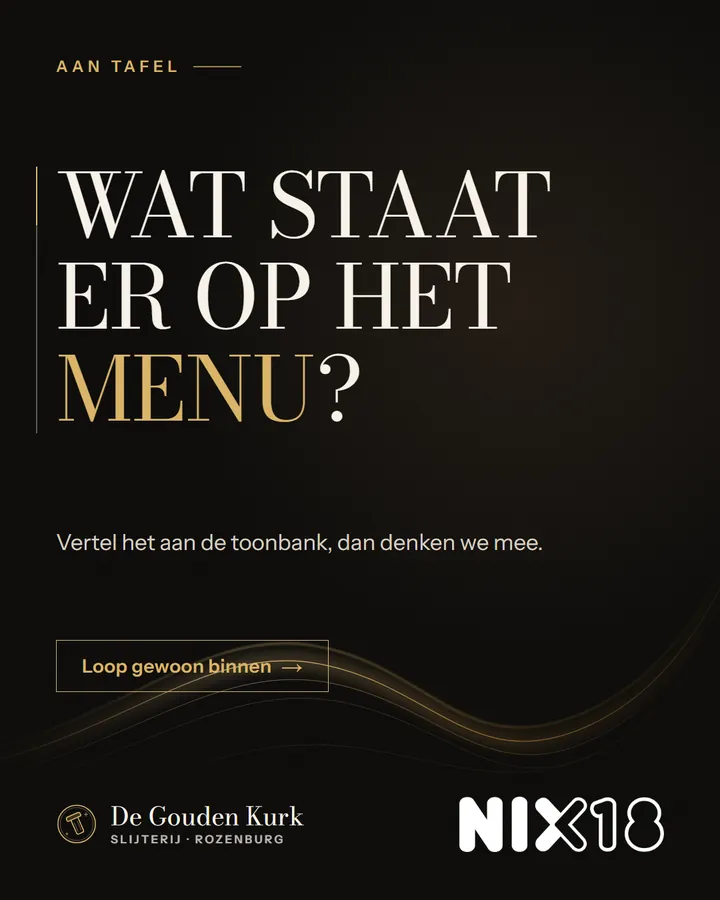 AAN TAFEL
WAT STAAT
ER OP HET
MENU?
Vertel het aan de toonbank, dan denken we mee.
Loop gewoon binnen →
De Gouden Kurk
SLIJTERIJ · ROZENBURG
NIX18